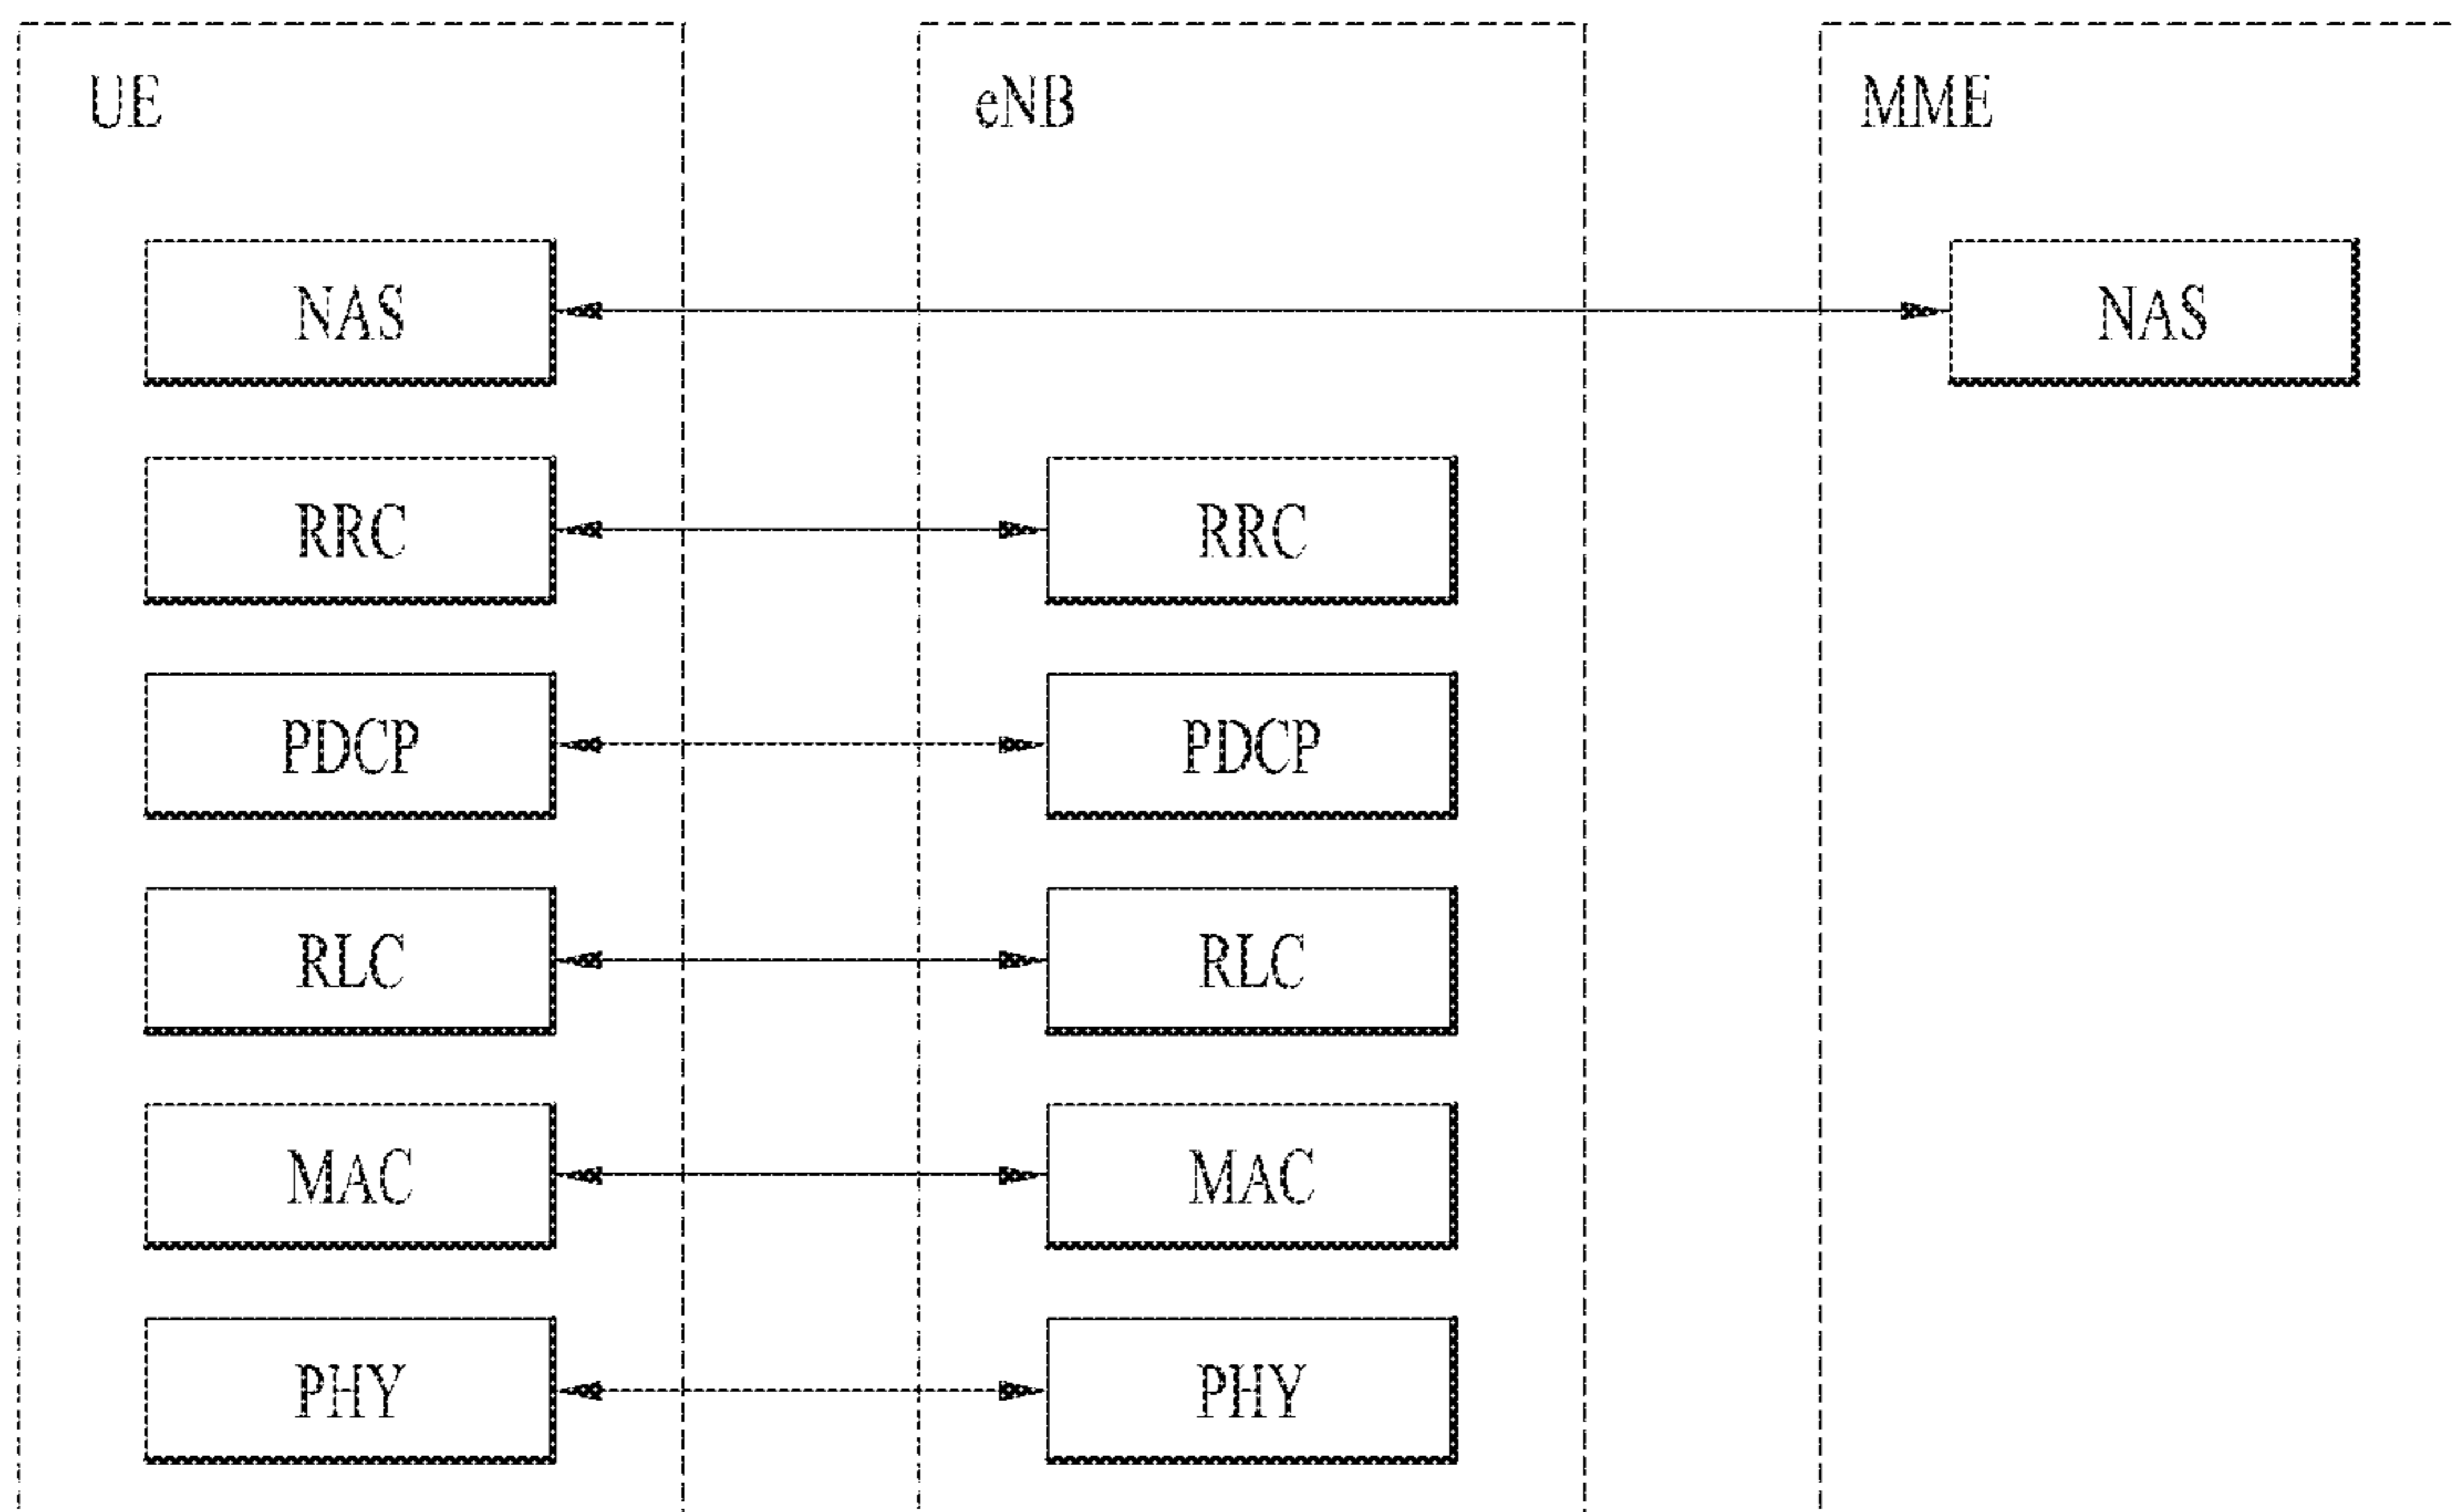 UE eNB MME
NAS NAS
RRC RRC
PDCP PDCP
RLC RLC
MAC MAC
PHY PHY